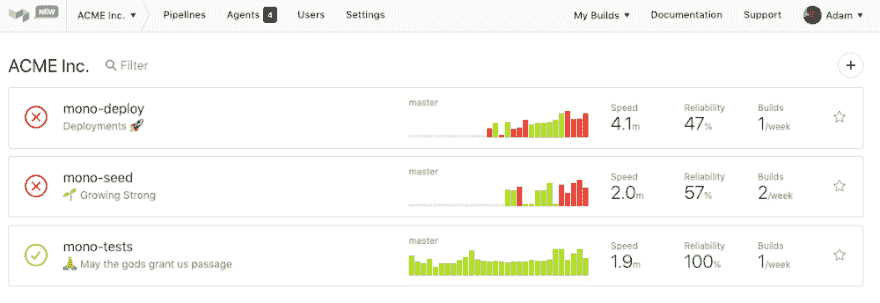 NEW ACME Inc. ▼ Pipelines Agents 4 Users Settings My Builds ▼ Documentation Support Adam ▼
ACME Inc. Filter +
mono-deploy
Deployments 🚀
master
Speed
4.1m
Reliability
47%
Builds
1/week
mono-seed
🌱 Growing Strong
master
Speed
2.0m
Reliability
57%
Builds
2/week
mono-tests
May the gods grant us passage
master
Speed
1.9m
Reliability
100%
Builds
1/week